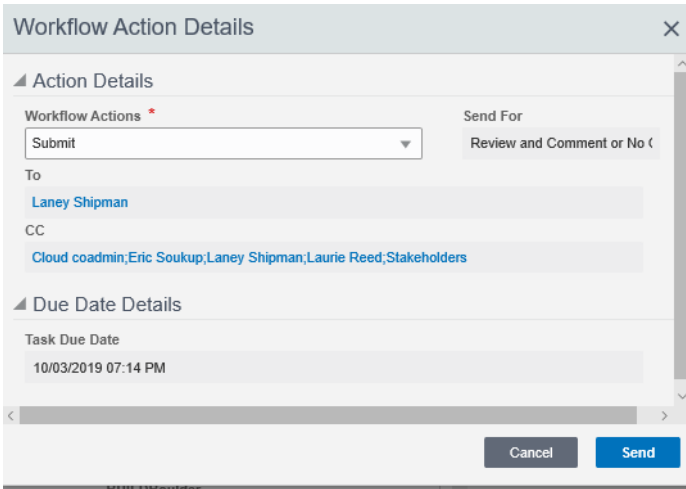 Workflow Action Details
Action Details
Workflow Actions *
Send For
Submit
Review and Comment or No
To
Laney Shipman
CC
Cloud coadmin;Eric Soukup;Laney Shipman;Laurie Reed;Stakeholders
Due Date Details
Task Due Date
10/03/2019 07:14 PM
Cancel
Send